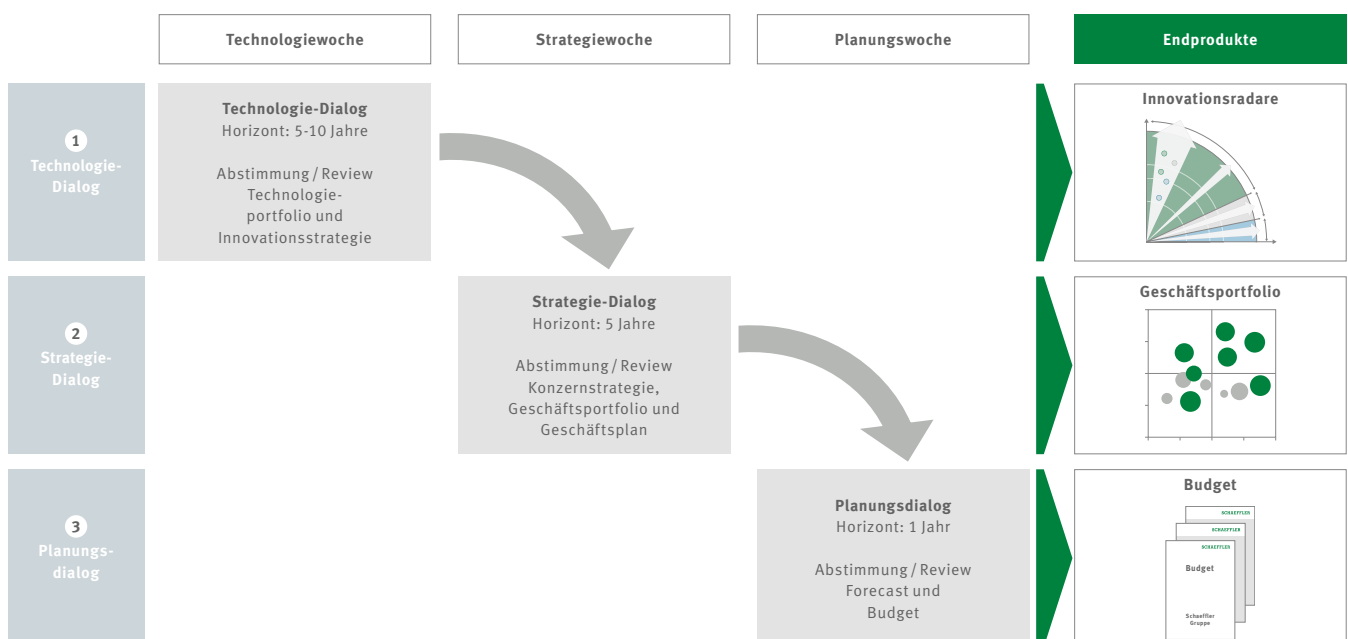 Technologiewoche
Strategiewoche
Planungswoche
Endprodukte
1
Technologie-
Dialog
Technologie-Dialog
Horizont: 5-10 Jahre
Abstimmung / Review
Technologie-
portfolio und
Innovationsstrategie
Innovationsradare
2
Strategie-
Dialog
Strategie-Dialog
Horizont: 5 Jahre
Abstimmung / Review
Konzernstrategie,
Geschäftsportfolio und
Geschäftsplan
Geschäftsportfolio
3
Planungs-
dialog
Planungsdialog
Horizont: 1 Jahr
Abstimmung / Review
Forecast und
Budget
Budget
SCHAEFFLER
SCHAEFFLER
SCHAEFFLER
Budget
Schaeffler
Gruppe